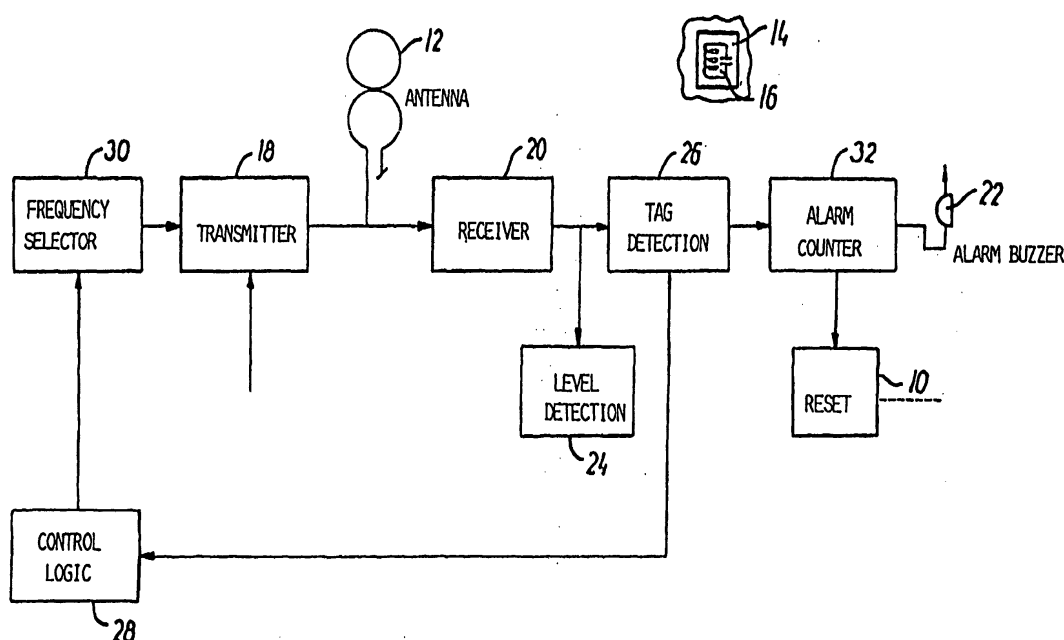 12
ANTENNA
14
16
30
FREQUENCY
SELECTOR
18
TRANSMITTER
20
RECEIVER
26
TAG
DETECTION
32
ALARM
COUNTER
22
ALARM BUZZER
LEVEL
DETECTION
24
RESET
10
CONTROL
LOGIC
28